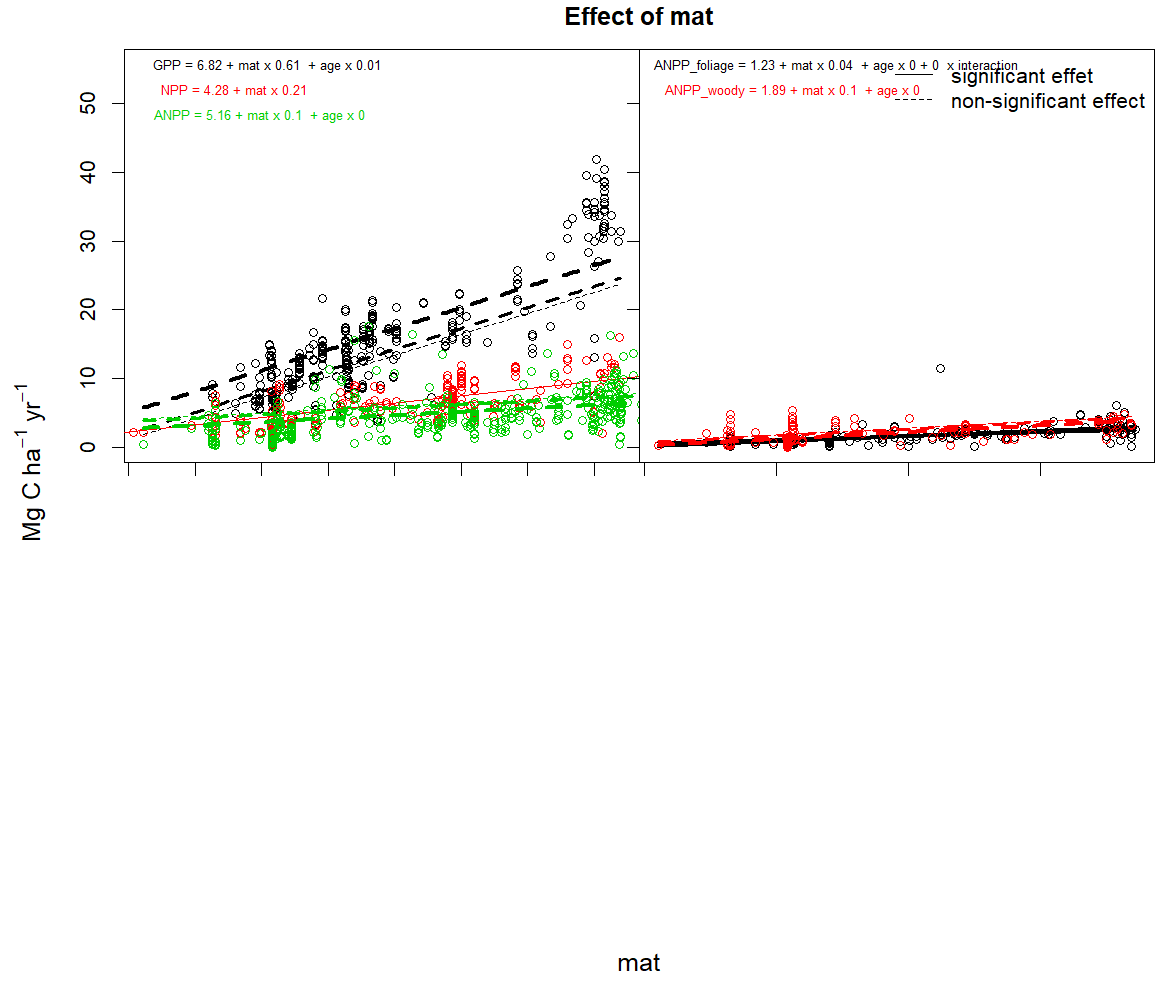 Effect of mat
GPP = 6.82 + mat x 0.61 + age x 0.01
NPP = 4.28 + mat x 0.21
ANPP = 5.16 + mat x 0.1 + age x 0
ANPP_foliage = 1.23 + mat x 0.04 + age x 0 + 0 x interaction
ANPP_woody = 1.89 + mat x 0.1 + age x 0
significant effet
non-significant effect
50
40
30
20
10
0
Mg C ha⁻¹ yr⁻¹
mat